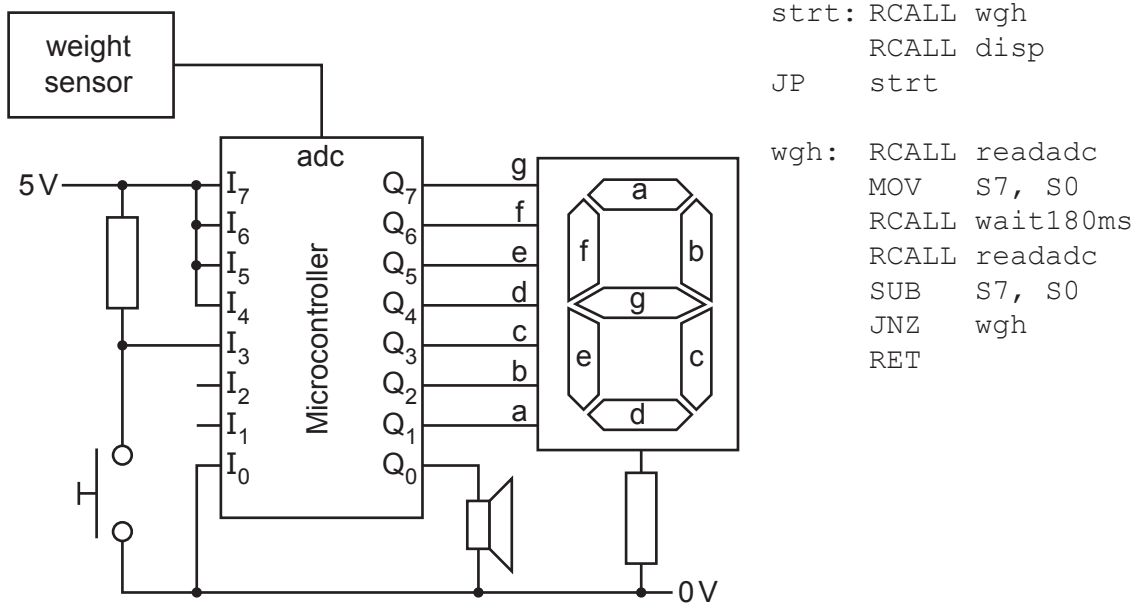 weight
sensor
adc
5 V
I7
I6
I5
I4
I3
I2
I1
I0
Microcontroller
Q7
Q6
Q5
Q4
Q3
Q2
Q1
Q0
g
f
e
d
c
b
a
a
f
b
g
e
c
d
0 V
strt: RCALL wgh
RCALL disp
JP strt
wgh: RCALL readadc
MOV S7, S0
RCALL wait180ms
RCALL readadc
SUB S7, S0
JNZ wgh
RET